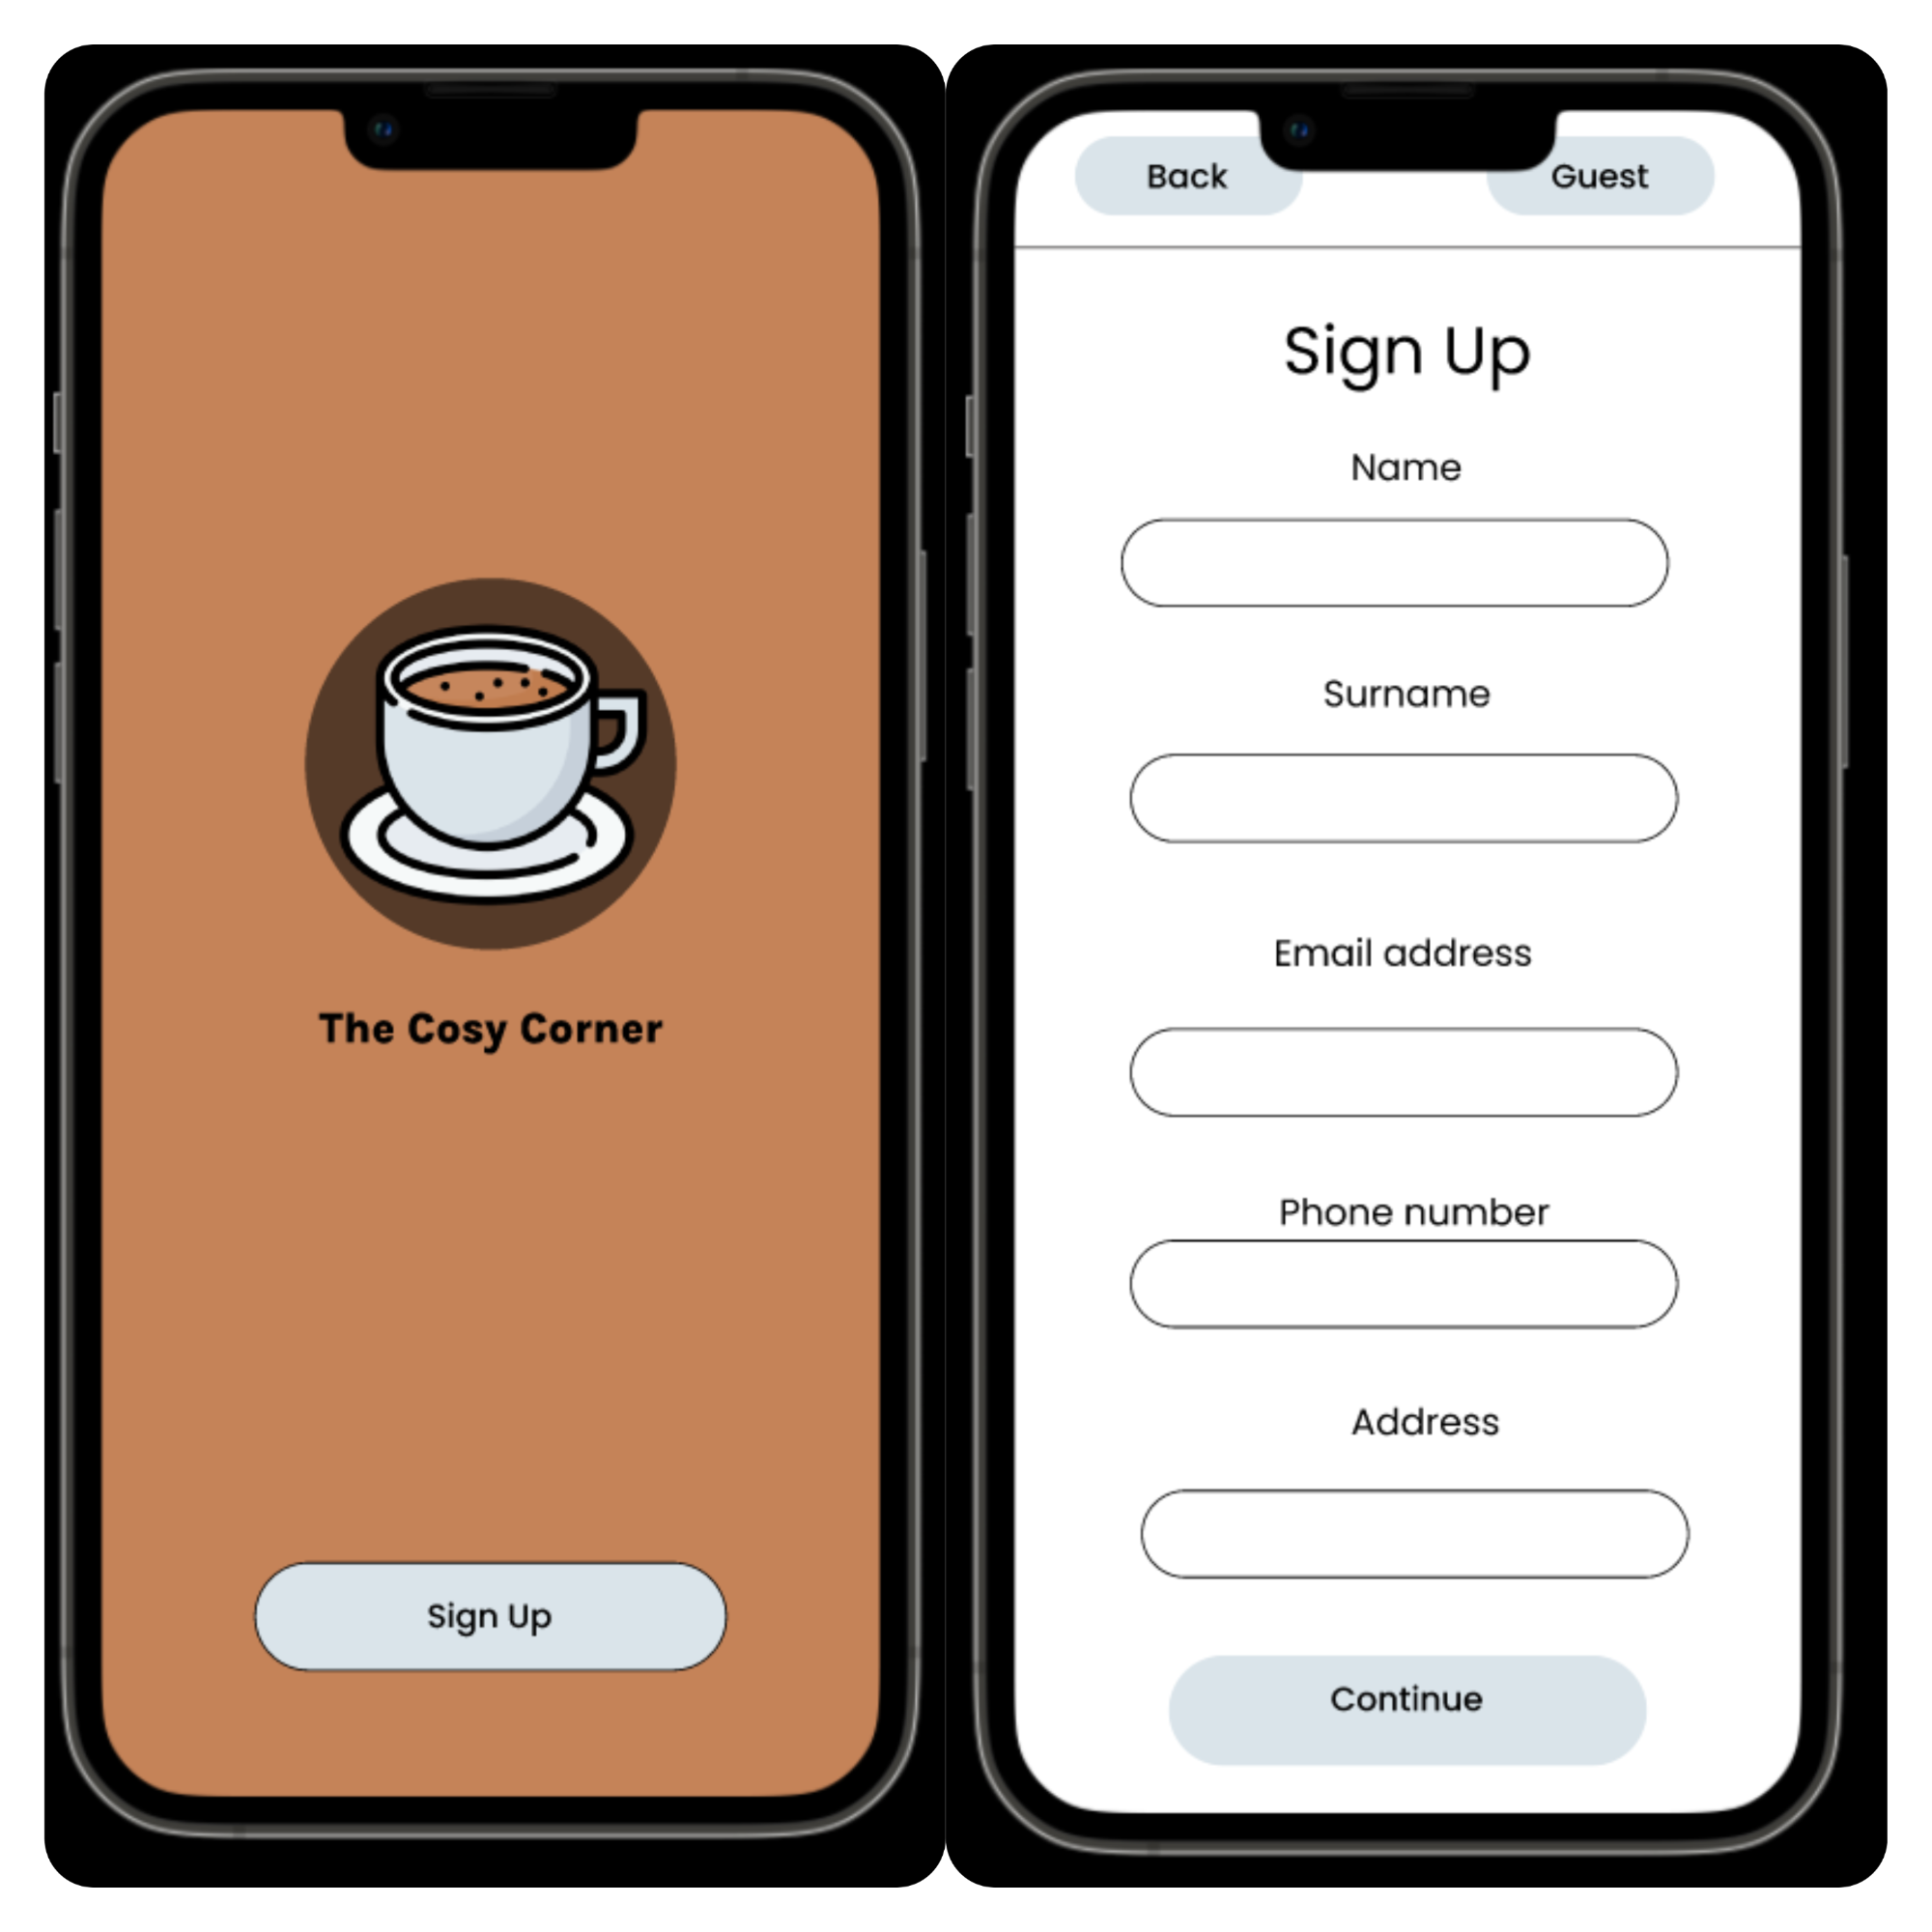 The Cosy Corner
Sign Up
Back
Guest
Sign Up
Name
Surname
Email address
Phone number
Address
Continue